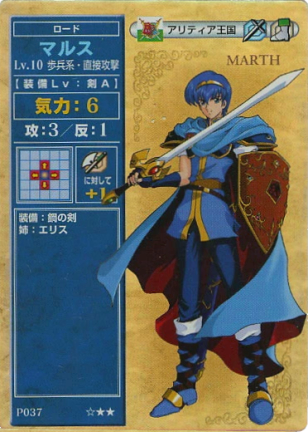 ロード
マルス
Lv.10 歩兵系・直接攻撃
【装備Lv：剣A】
気力：6
攻：3／反：1
に対して
+1
装備：鋼の剣
姉：エリス
P037
☆★★
アリティア王国
MARTH